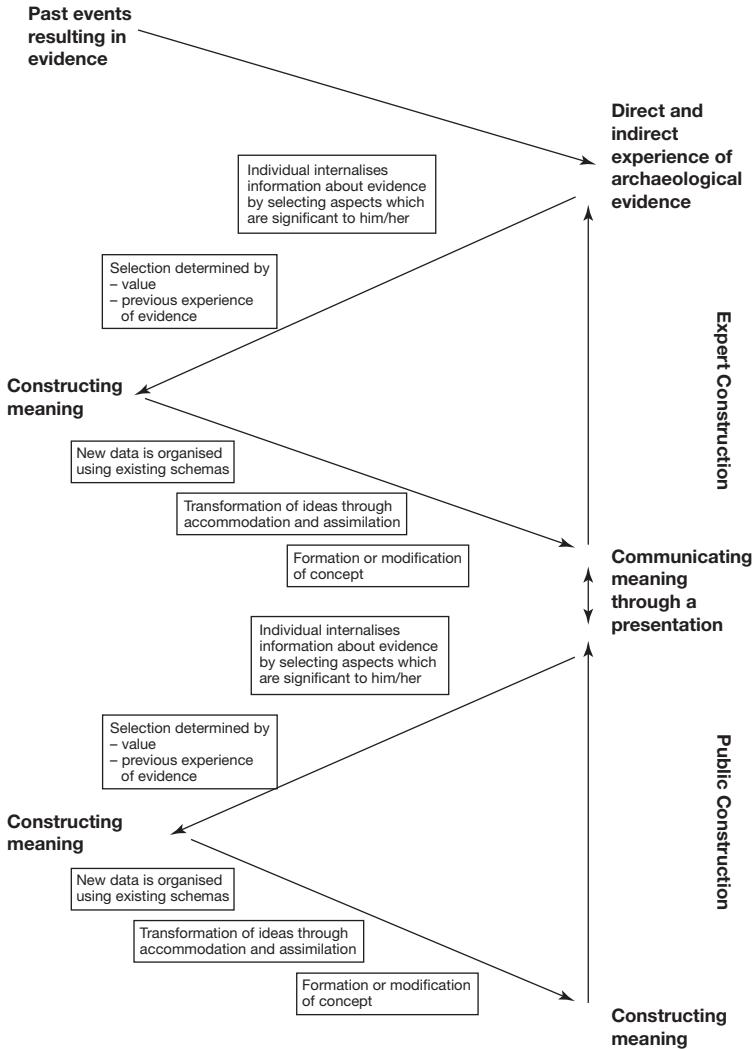 Past events
resulting in
evidence
Direct and
indirect
experience of
archaeological
evidence
Individual internalises
information about evidence
by selecting aspects which
are significant to him/her
Selection determined by
– value
– previous experience
of evidence
Expert Construction
Constructing
meaning
New data is organised
using existing schemas
Transformation of ideas through
accommodation and assimilation
Formation or modification
of concept
Communicating
meaning
through a
presentation
Individual internalises
information about evidence
by selecting aspects which
are significant to him/her
Selection determined by
– value
– previous experience
of evidence
Public Construction
Constructing
meaning
New data is organised
using existing schemas
Transformation of ideas through
accommodation and assimilation
Formation or modification
of concept
Constructing
meaning